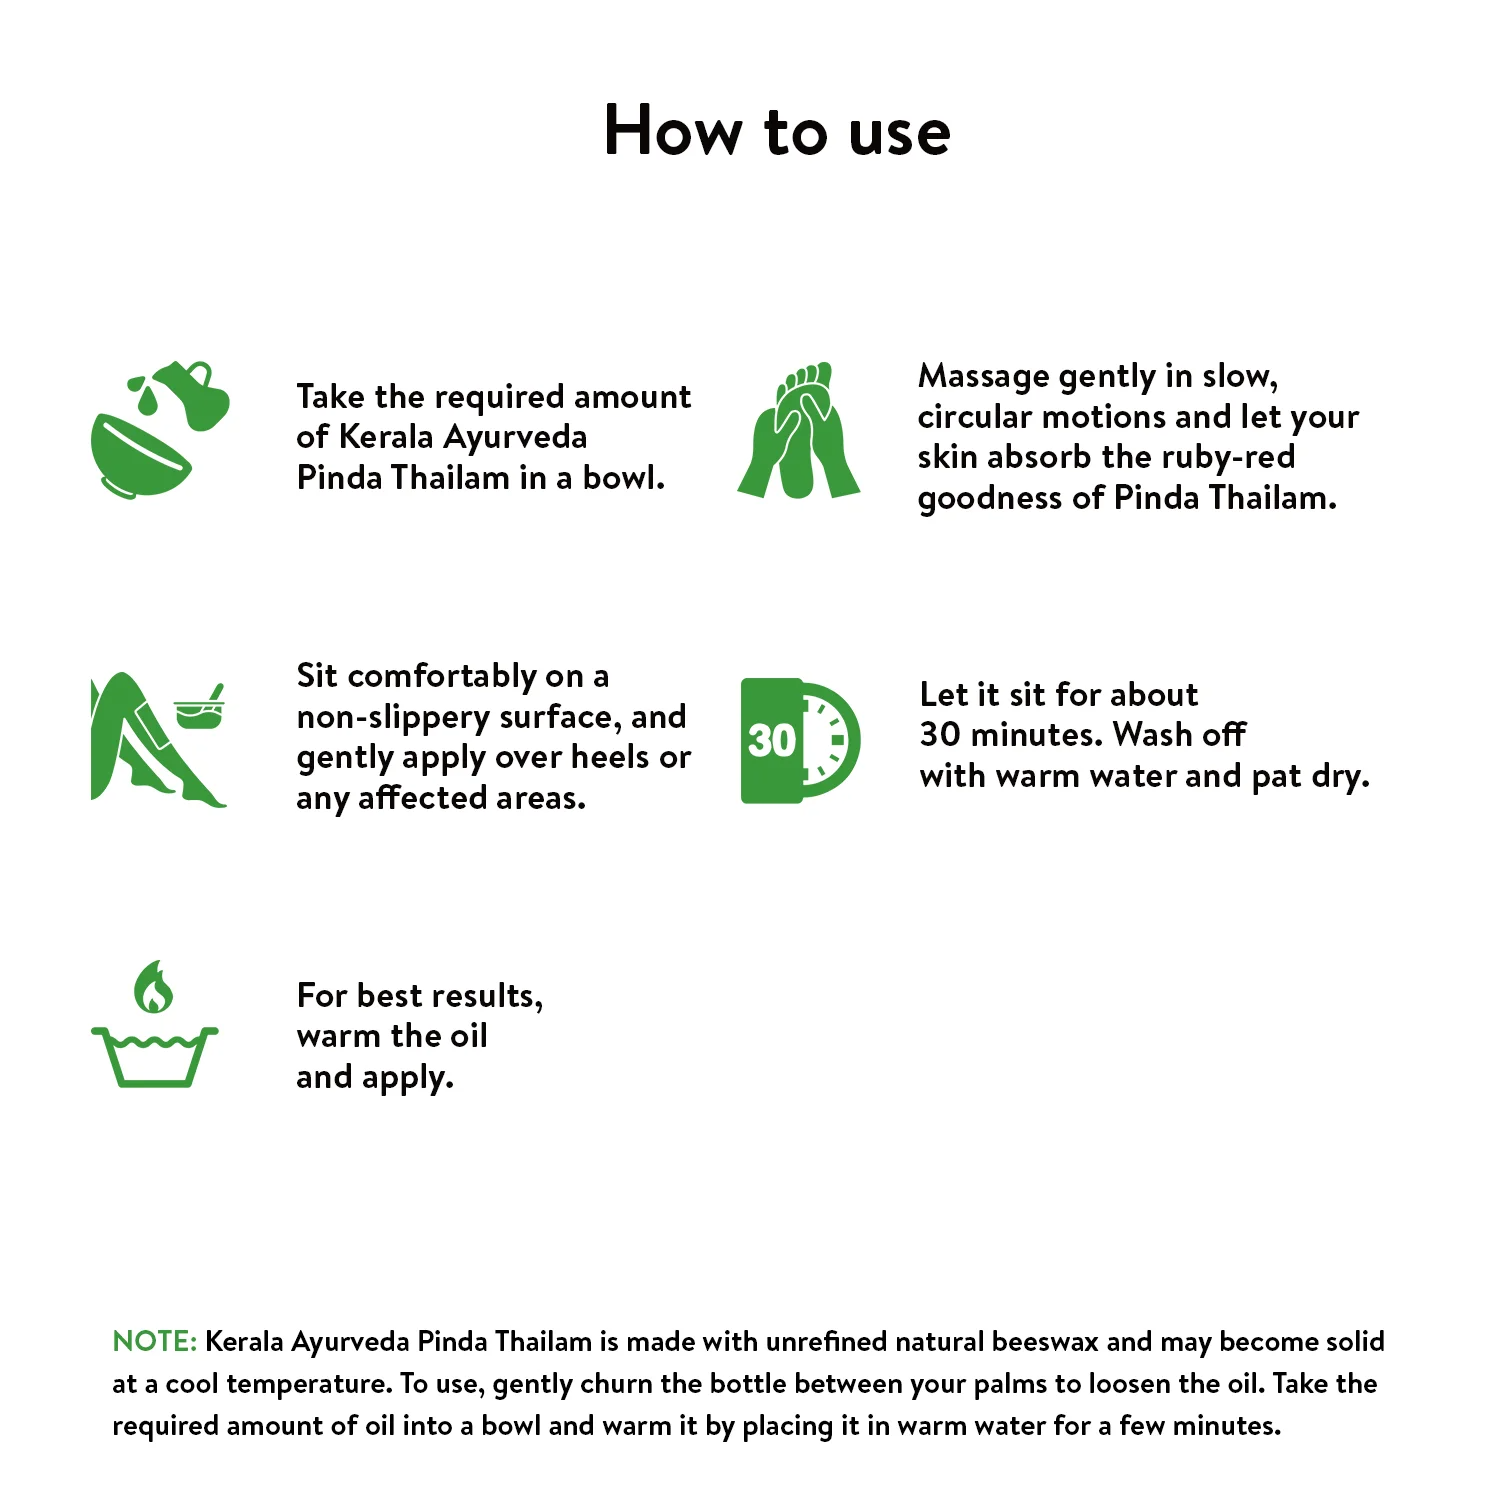 How to use
Take the required amount
of Kerala Ayurveda
Pinda Thailam in a bowl.
Massage gently in slow,
circular motions and let your
skin absorb the ruby-red
goodness of Pinda Thailam.
Sit comfortably on a
non-slippery surface, and
gently apply over heels or
any affected areas.
30
Let it sit for about
30 minutes. Wash off
with warm water and pat dry.
For best results,
warm the oil
and apply.
NOTE: Kerala Ayurveda Pinda Thailam is made with unrefined natural beeswax and may become solid
at a cool temperature. To use, gently churn the bottle between your palms to loosen the oil. Take the
required amount of oil into a bowl and warm it by placing it in warm water for a few minutes.